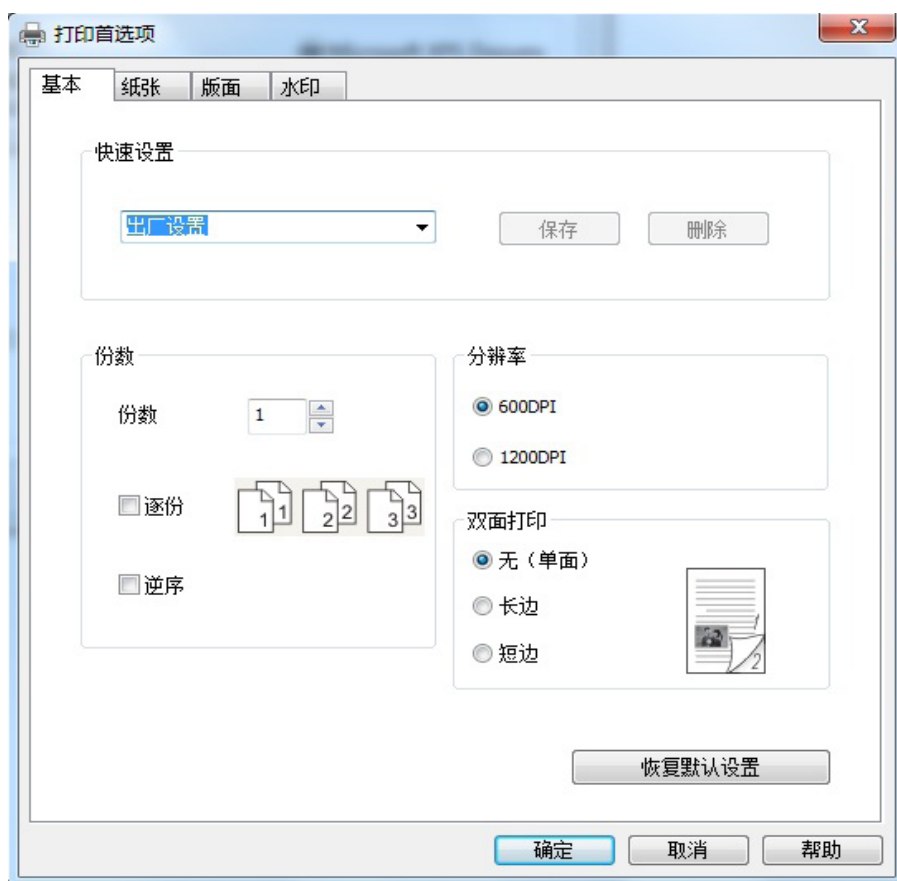 打印首选项
基本 纸张 版面 水印
快速设置
出厂设置 保存 删除
份数
份数 1
逐份 1 1 2 2 3 3
逆序
分辨率
600DPI
1200DPI
双面打印
无（单面）
长边
短边
1
2
恢复默认设置
确定 取消 帮助